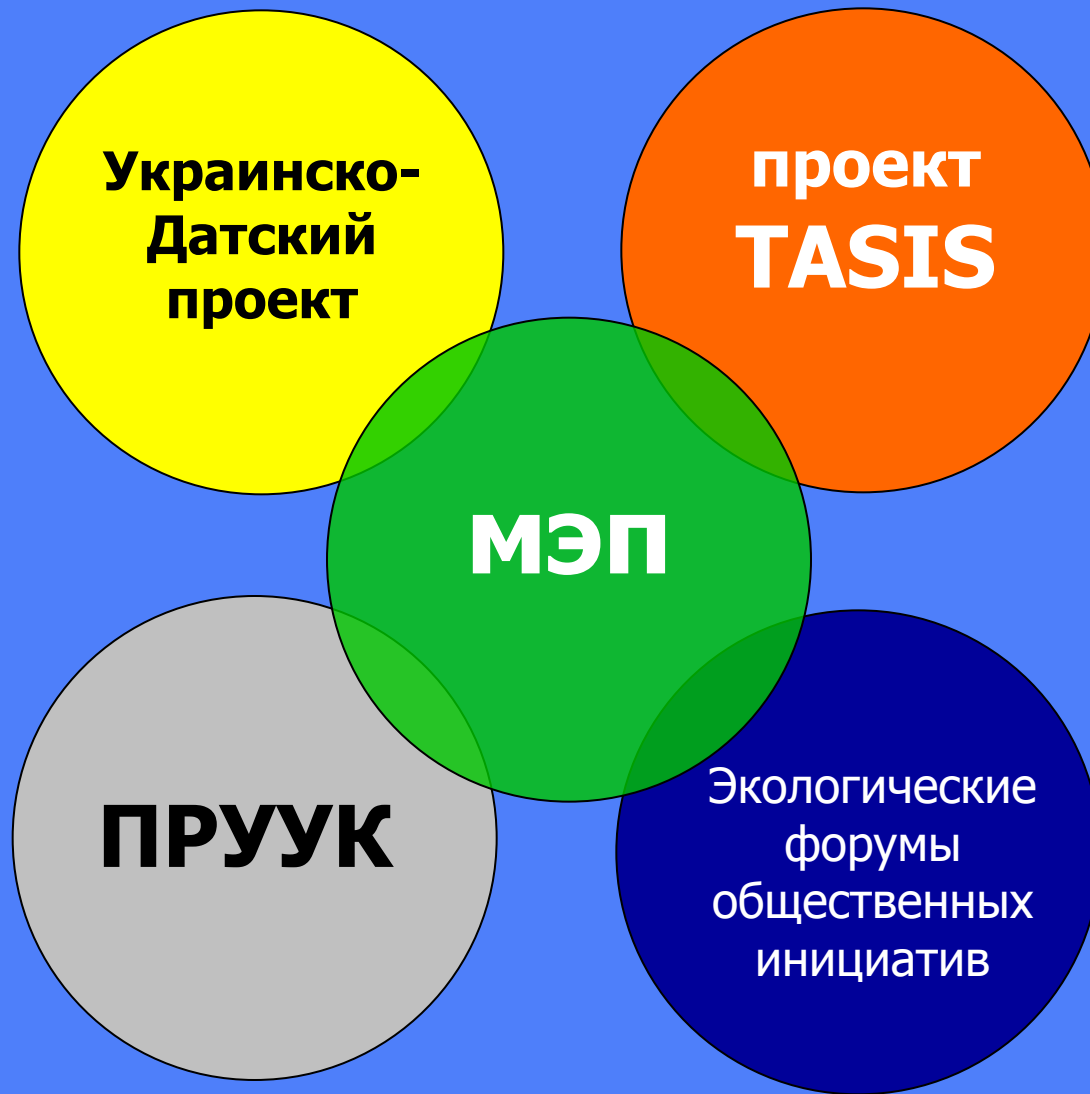 Украинско-
Датский
проект
проект
TASIS
МЭП
ПРУУК
Экологические
форумы
общественных
инициатив